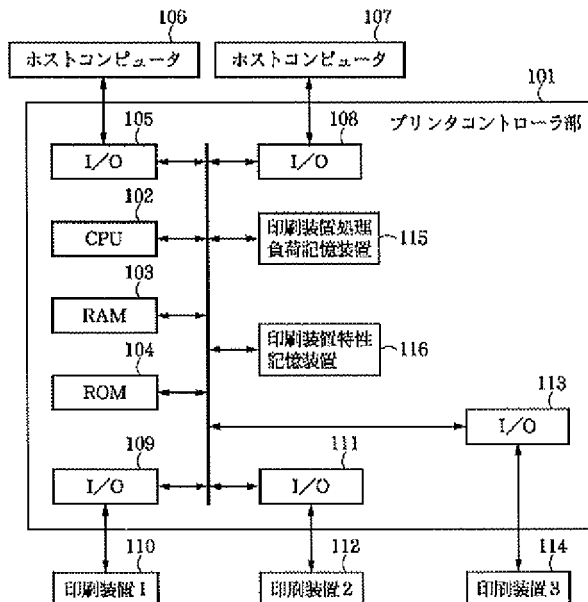 106
107
ホストコンピュータ
ホストコンピュータ
101
プリンタコントローラ部
105
108
I/O
I/O
102
CPU
印刷装置処理
負荷記憶装置
115
103
RAM
印刷装置特性
記憶装置
116
104
ROM
113
I/O
109
111
I/O
I/O
110
112
114
印刷装置1
印刷装置2
印刷装置3